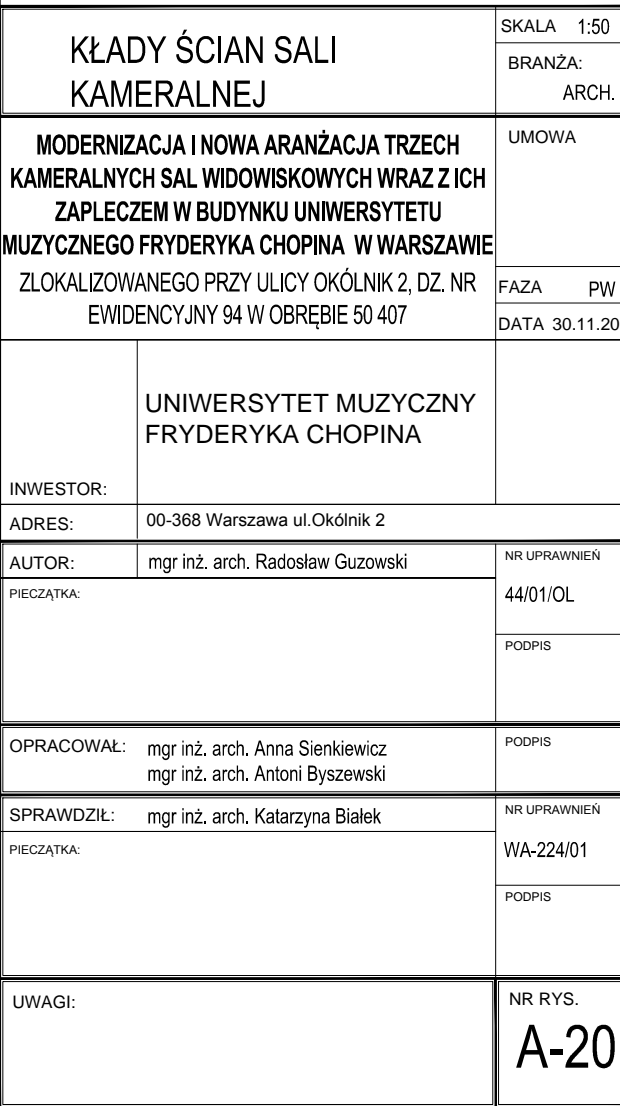 KŁADY ŚCIAN SALI
KAMERALNEJ
SKALA 1:50
BRANŻA:
ARCH.
MODERNIZACJA I NOWA ARANŻACJA TRZECH
KAMERALNYCH SAL WIDOWISKOWYCH WRAZ Z ICH
ZAPLECZEM W BUDYNKU UNIWERSYTETU
MUZYCZNEGO FRYDERYKA CHOPINA W WARSZAWIE
ZLOKALIZOWANEGO PRZY ULICY OKÓLNIK 2, DZ. NR
EWIDENCYJNY 94 W OBRĘBIE 50 407
UMOWA
FAZA PW
DATA 30.11.20
UNIWERSYTET MUZYCZNY
FRYDERYKA CHOPINA
INWESTOR:
ADRES: 00-368 Warszawa ul.Okólnik 2
AUTOR: mgr inż. arch. Radosław Guzowski
NR UPRAWNIEŃ
PIECZĄTKA:
44/01/OL
PODPIS
OPRACOWAŁ: mgr inż. arch. Anna Sienkiewicz
mgr inż. arch. Antoni Byszewski
PODPIS
SPRAWDZIŁ: mgr inż. arch. Katarzyna Białek
NR UPRAWNIEŃ
PIECZĄTKA:
WA-224/01
PODPIS
UWAGI:
NR RYS.
A-20